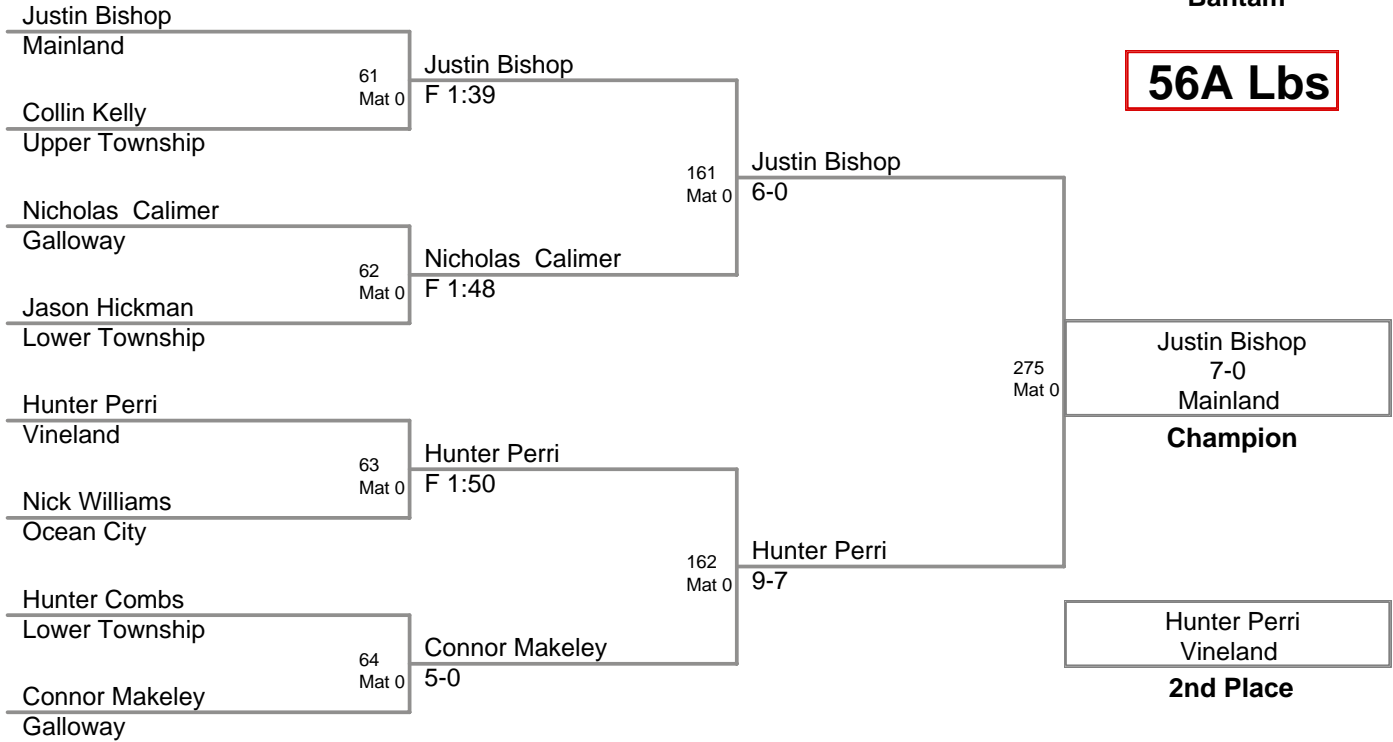 Bantam
56A Lbs
Justin Bishop
Mainland
61
Mat 0
Collin Kelly
Upper Township
Justin Bishop
F 1:39
Nicholas Calimer
Galloway
62
Mat 0
Jason Hickman
Lower Township
Nicholas Calimer
F 1:48
161
Mat 0
Justin Bishop
6-0
Hunter Perri
Vineland
63
Mat 0
Nick Williams
Ocean City
Hunter Perri
F 1:50
Hunter Combs
Lower Township
64
Mat 0
Connor Makeley
Galloway
Connor Makeley
5-0
162
Mat 0
Hunter Perri
9-7
275
Mat 0
Justin Bishop
7-0
Mainland
Champion
Hunter Perri
Vineland
2nd Place